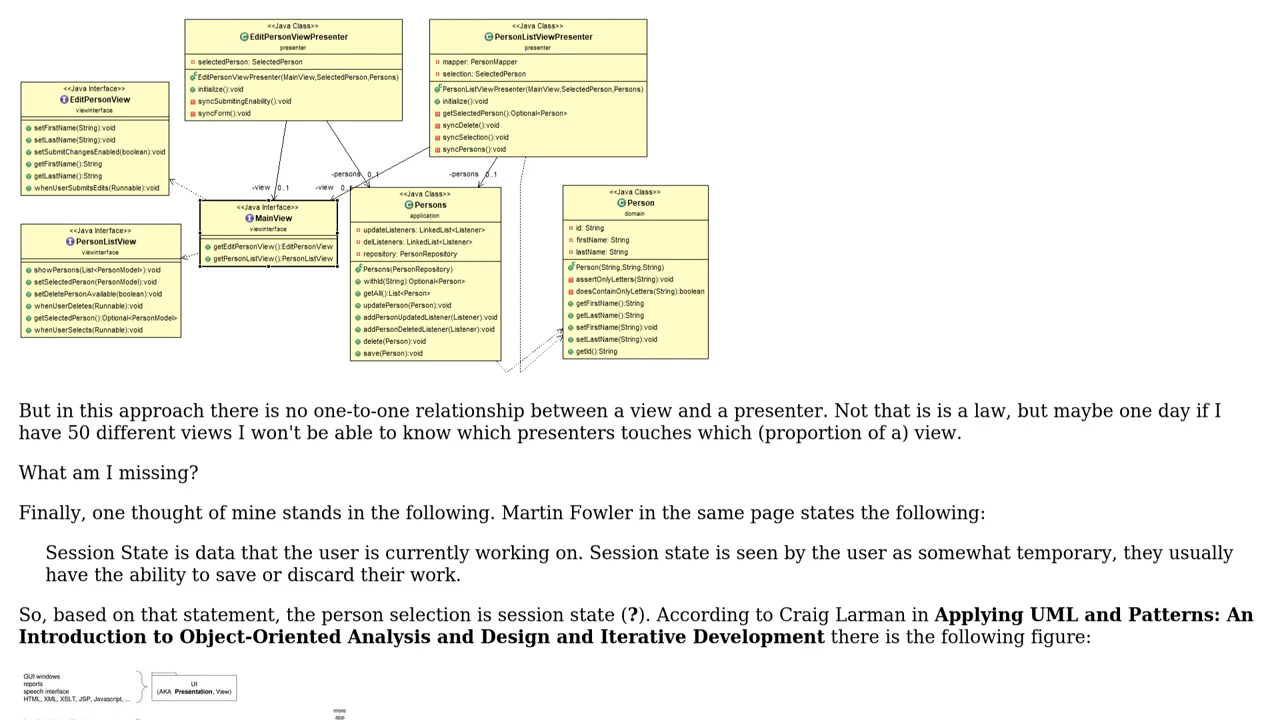 <<Java Class>>
EditPersonViewPresenter
presenter
selectedPerson: SelectedPerson
EditPersonViewPresenter(MainView,SelectedPerson,Persons)
initialize():void
syncSubmitingEnability():void
syncForm():void
<<Java Class>>
PersonListViewPresenter
presenter
mapper: PersonMapper
selection: SelectedPerson
PersonListViewPresenter(MainView,SelectedPerson,Persons)
initialize():void
getSelectedPerson():Optional<Person>
syncDelete():void
syncSelection():void
syncPersons():void
<<Java Interface>>
EditPersonView
viewinterface
setFirstName(String):void
setLastName(String):void
setSubmitChangesEnabled(boolean):void
getFirstName():String
getLastName():String
whenUserSubmitsEdits(Runnable):void
-persons 0..1
-persons 0..1
-view 0..1
-view 0..1
<<Java Interface>>
MainView
viewinterface
getEditPersonView():EditPersonView
getPersonListView():PersonListView
<<Java Class>>
Persons
application
updateListeners: LinkedList<Listener>
delListeners: LinkedList<Listener>
repository: PersonRepository
Persons(PersonRepository)
withId(String):Optional<Person>
getAll():List<Person>
updatePerson(Person):void
addPersonUpdatedListener(Listener):void
addPersonDeletedListener(Listener):void
delete(Person):void
save(Person):void
<<Java Class>>
Person
domain
id: String
firstName: String
lastName: String
Person(String,String,String)
assertOnlyLetters(String):void
doesContainOnlyLetters(String):boolean
getFirstName():String
getLastName():String
setFirstName(String):void
setLastName(String):void
getId():String
<<Java Interface>>
PersonListView
viewinterface
showPersons(List<PersonModel>):void
setSelectedPerson(PersonModel):void
setDeletePersonAvailable(boolean):void
whenUserDeletes(Runnable):void
getSelectedPerson():Optional<PersonModel>
whenUserSelects(Runnable):void
But in this approach there is no one-to-one relationship between a view and a presenter. Not that is is a law, but maybe one day if I
have 50 different views I won't be able to know which presenters touches which (proportion of a) view.
What am I missing?
Finally, one thought of mine stands in the following. Martin Fowler in the same page states the following:
Session State is data that the user is currently working on. Session state is seen by the user as somewhat temporary, they usually
have the ability to save or discard their work.
So, based on that statement, the person selection is session state (?). According to Craig Larman in Applying UML and Patterns: An
Introduction to Object-Oriented Analysis and Design and Iterative Development there is the following figure:
GUI windows
reports
speech interface
HTML, XML, XSLT, JSP, Javascript, ...
UI
(AKA Presentation, View)
more
app